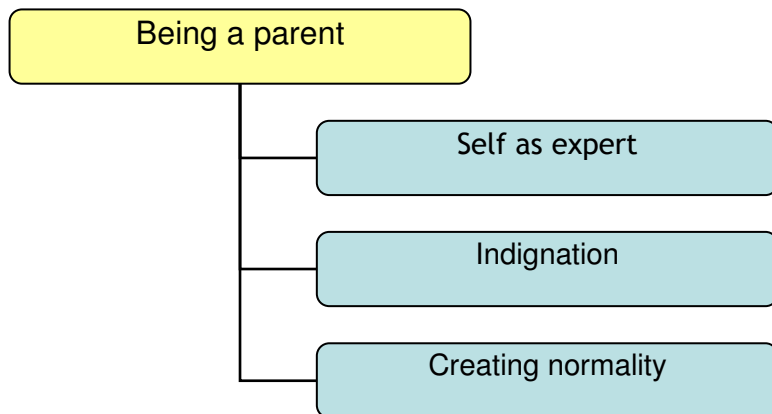 Being a parent
Self as expert
Indignation
Creating normality